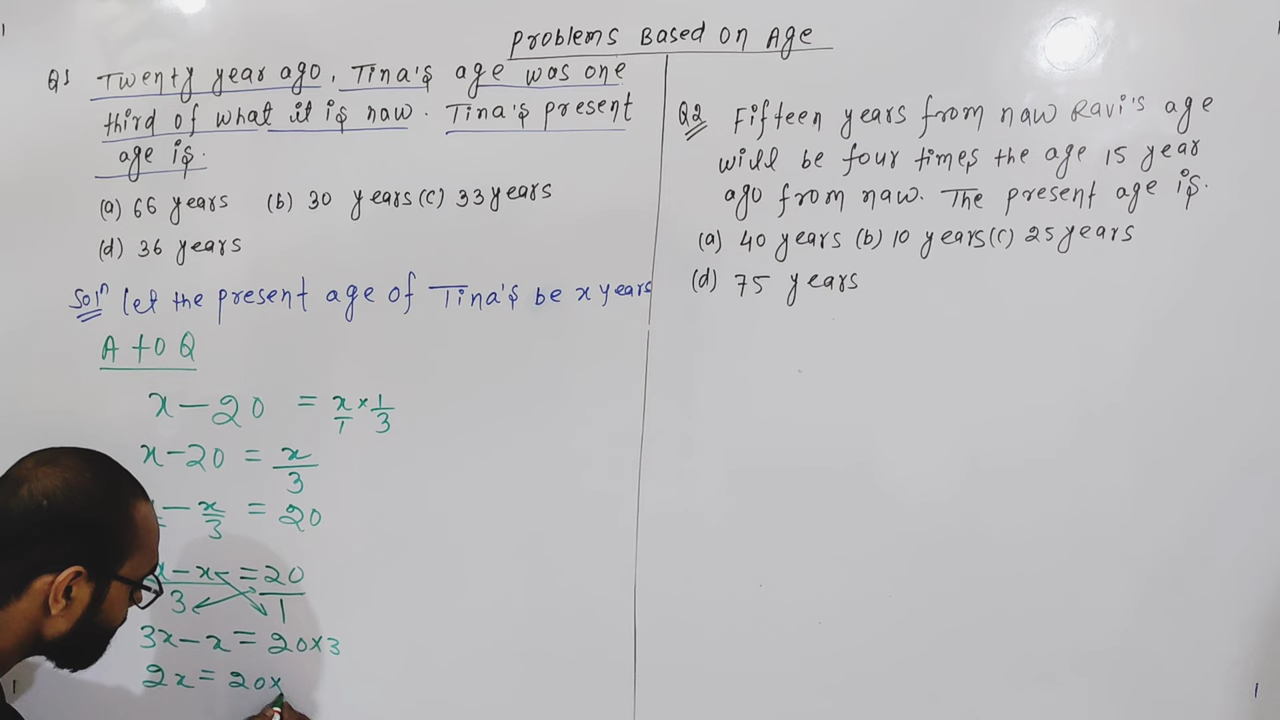 Problems Based on Age
Q1 Twenty year ago, Tina's age was one
third of what it is now. Tina's present
age is.
(a) 66 years (b) 30 years (c) 33 years
(d) 36 years
Soln let the present age of Tina's be x years
A to Q
x - 20 = x/1 × 1/3
x - 20 = x/3
- x/3 = 20
x - x / 3 = 20/1
3x - x = 20×3
2x = 20×
Q2 Fifteen years from naw Ravi's age
will be four times the age 15 year
ago from naw. The present age is.
(a) 40 years (b) 10 years (c) 25 years
(d) 75 years